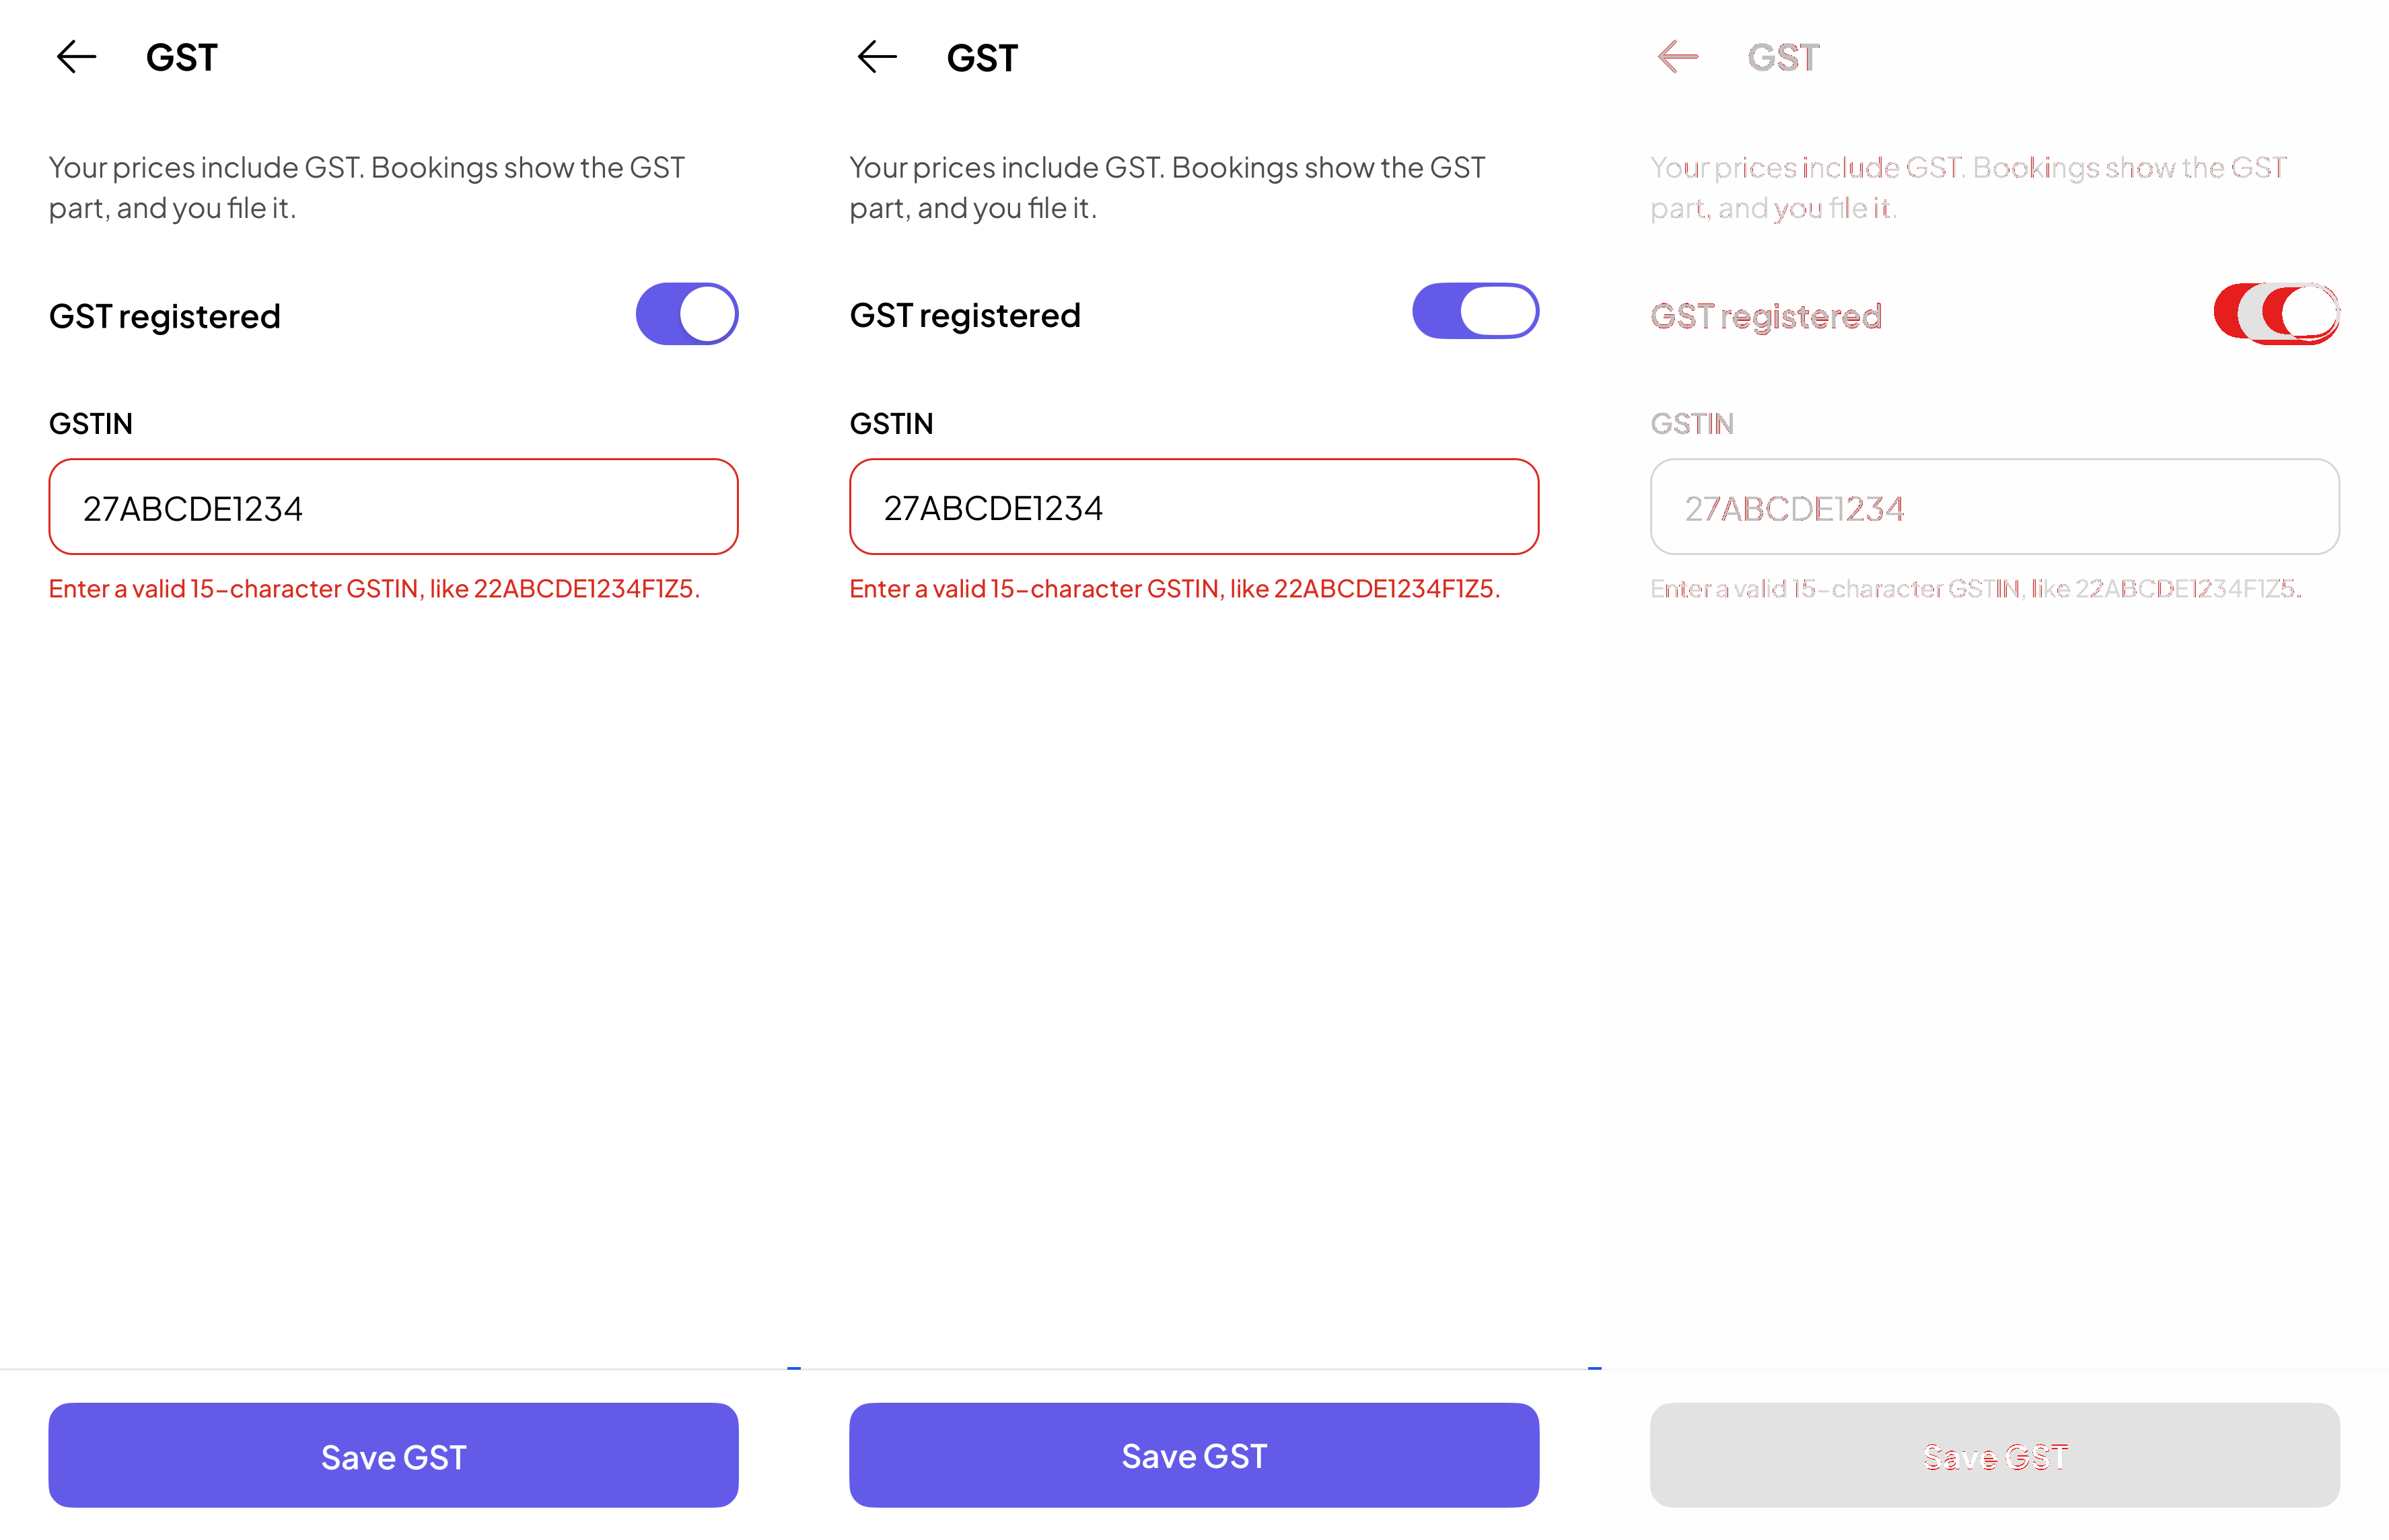 GST
Your prices include GST. Bookings show the GST
part, and you file it.
GST registered
GSTIN
27ABCDE1234
Enter a valid 15-character GSTIN, like 22ABCDE1234F1Z5.
Save GST
GST
Your prices include GST. Bookings show the GST
part, and you file it.
GST registered
GSTIN
27ABCDE1234
Enter a valid 15-character GSTIN, like 22ABCDE1234F1Z5.
Save GST
GST
Your prices include GST. Bookings show the GST
part, and you file it.
GST registered
GSTIN
27ABCDE1234
Enter a valid 15-character GSTIN, like 22ABCDE1234F1Z5.
Save GST